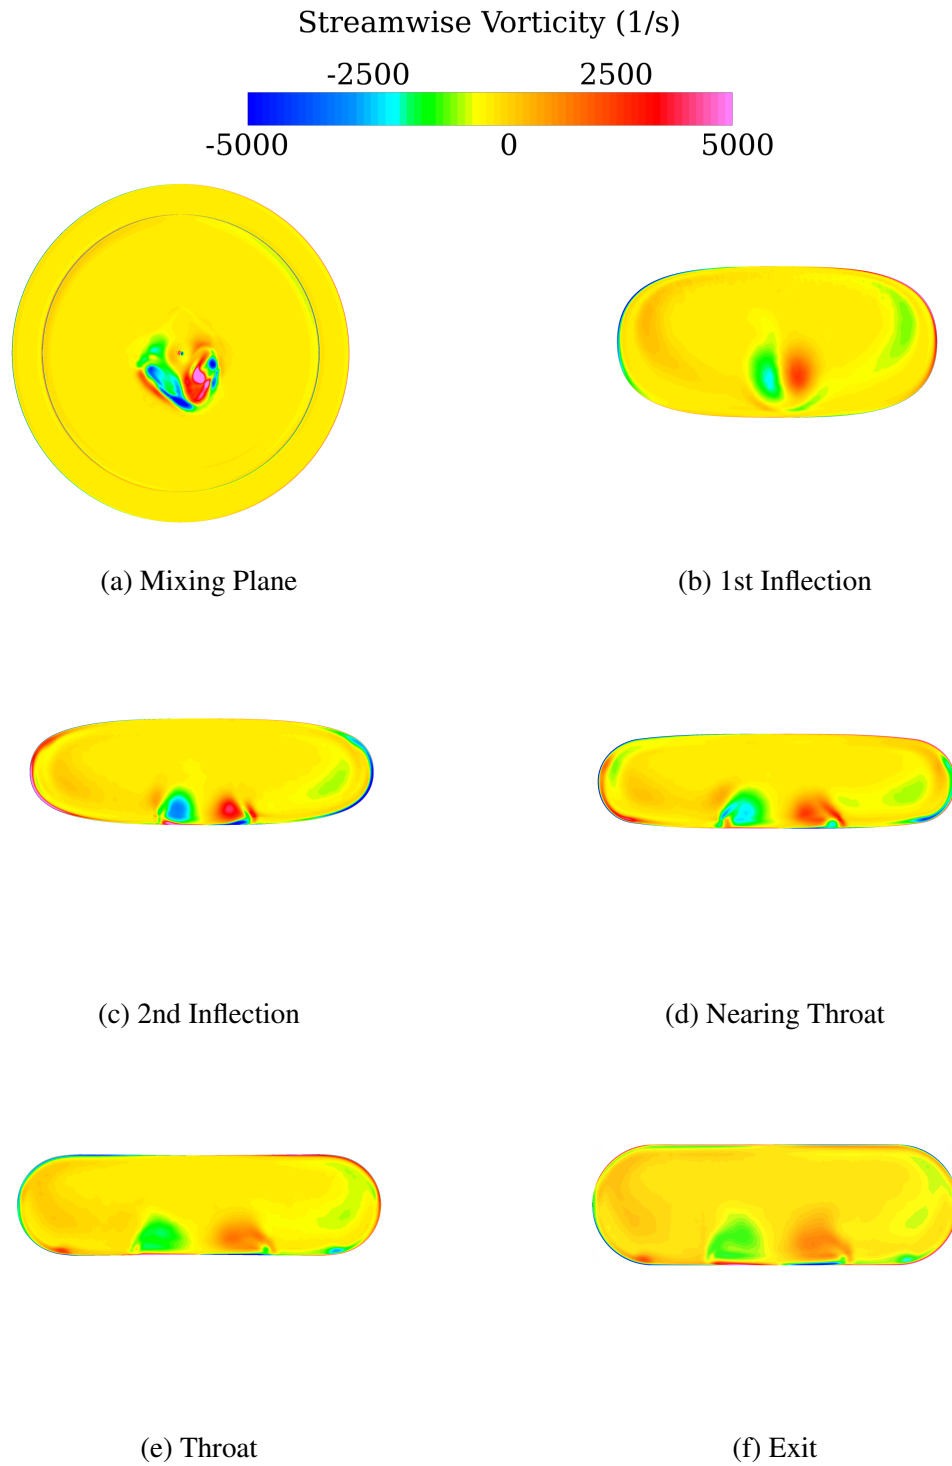 Streamwise Vorticity (1/s)
-2500 2500
-5000 0 5000
(a) Mixing Plane
(b) 1st Inflection
(c) 2nd Inflection
(d) Nearing Throat
(e) Throat
(f) Exit